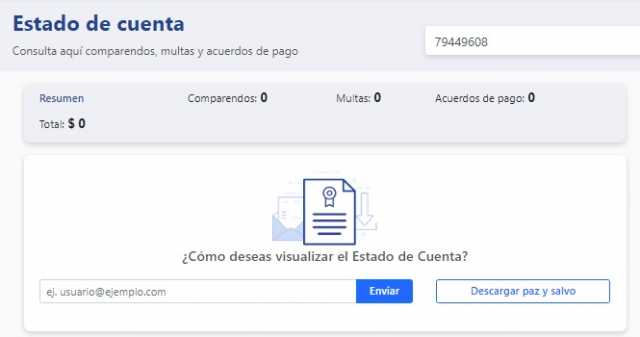 Estado de cuenta
Consulta aquí comparendos, multas y acuerdos de pago
79449608
Resumen Comparendos: 0 Multas: 0 Acuerdos de pago: 0
Total: $ 0
¿Cómo deseas visualizar el Estado de Cuenta?
ej. usuario@ejemplo.com Enviar Descargar paz y salvo